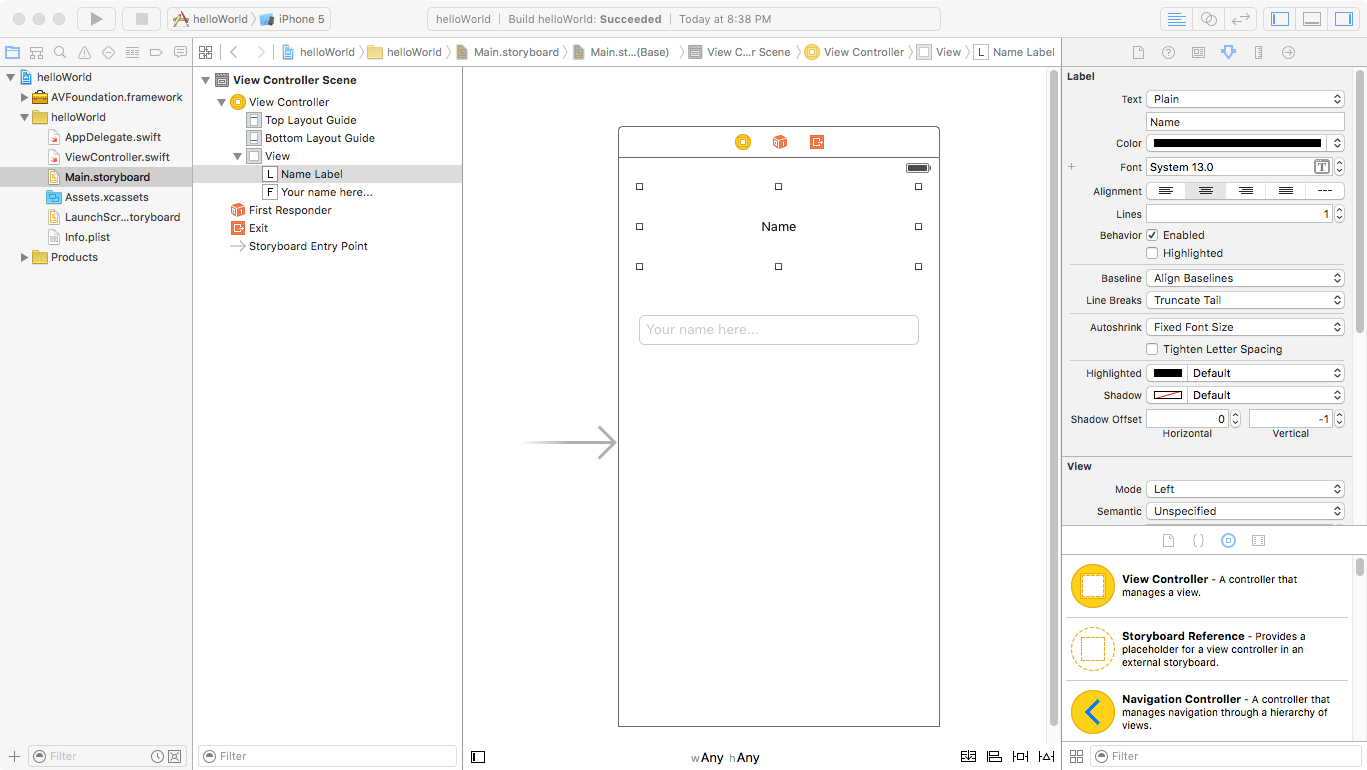 helloWorld iPhone 5
helloWorld Build helloWorld: Succeeded Today at 8:38 PM
helloWorld helloWorld Main.storyboard Main.st...(Base) View C...r Scene View Controller View L Name Label
helloWorld
AVFoundation.framework
helloWorld
AppDelegate.swift
ViewController.swift
Main.storyboard
Assets.xcassets
LaunchScr...toryboard
Info.plist
Products
Filter
View Controller Scene
View Controller
Top Layout Guide
Bottom Layout Guide
View
L Name Label
F Your name here...
First Responder
Exit
Storyboard Entry Point
Filter
Name
Your name here...
wAny hAny
Label
Text Plain
Name
Color
Font System 13.0 T
Alignment
Lines 1
Behavior Enabled
Highlighted
Baseline Align Baselines
Line Breaks Truncate Tail
Autoshrink Fixed Font Size
Tighten Letter Spacing
Highlighted Default
Shadow Default
Shadow Offset 0 -1
Horizontal Vertical
View
Mode Left
Semantic Unspecified
View Controller - A controller that
manages a view.
Storyboard Reference - Provides a
placeholder for a view controller in an
external storyboard.
Navigation Controller - A controller that
manages navigation through a hierarchy of
views.
Filter